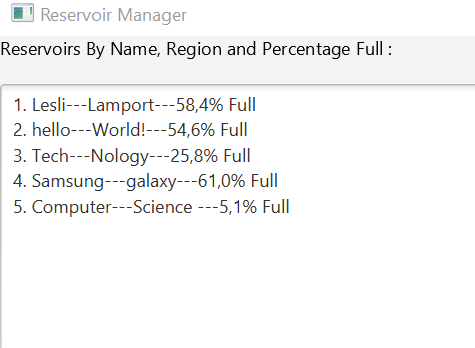 Reservoir Manager
Reservoirs By Name, Region and Percentage Full :
1. Lesli---Lamport---58,4% Full
2. hello---World!---54,6% Full
3. Tech---Nology---25,8% Full
4. Samsung---galaxy---61,0% Full
5. Computer---Science ---5,1% Full